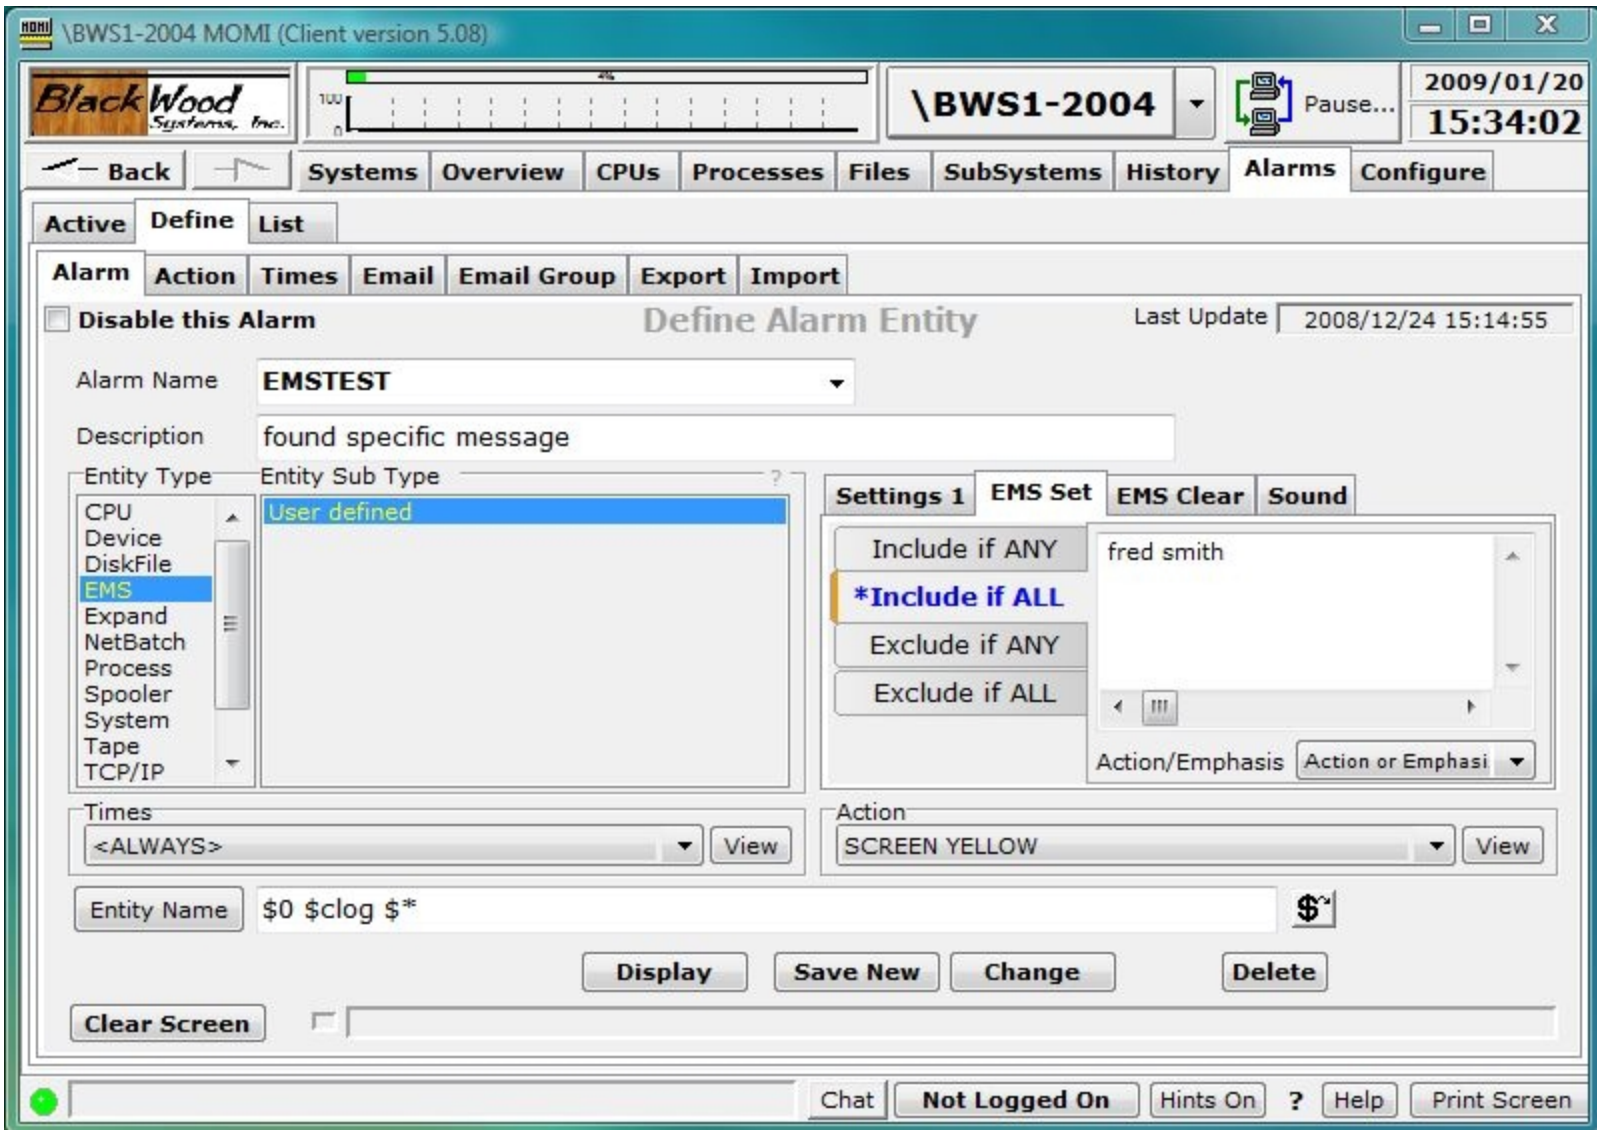 MOMI \BWS1-2004 MOMI (Client version 5.08)
BlackWood Systems, Inc.
4%
100
0
\BWS1-2004
Pause...
2009/01/20
15:34:02
Back
Systems Overview CPUs Processes Files SubSystems History Alarms Configure
Active Define List
Alarm Action Times Email Email Group Export Import
Disable this Alarm
Define Alarm Entity
Last Update 2008/12/24 15:14:55
Alarm Name EMSTEST
Description found specific message
Entity Type
CPU
Device
DiskFile
EMS
Expand
NetBatch
Process
Spooler
System
Tape
TCP/IP
Entity Sub Type ?
User defined
Settings 1 EMS Set EMS Clear Sound
Include if ANY
*Include if ALL
Exclude if ANY
Exclude if ALL
fred smith
Action/Emphasis Action or Emphasi
Times
<ALWAYS> View
Action
SCREEN YELLOW View
Entity Name $0 $clog $* $
Display Save New Change Delete
Clear Screen
Chat Not Logged On Hints On ? Help Print Screen